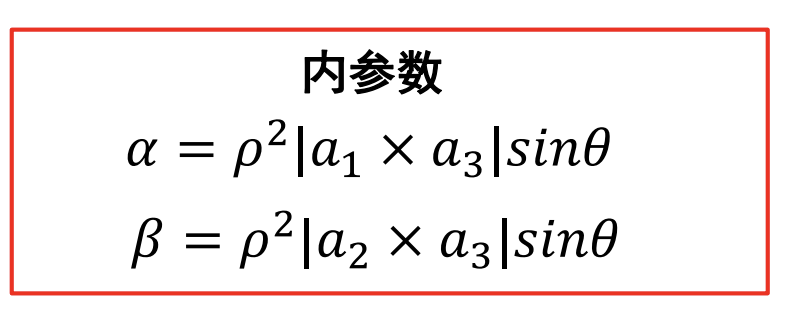 内参数
α = ρ²|a₁ × a₃|sinθ
β = ρ²|a₂ × a₃|sinθ